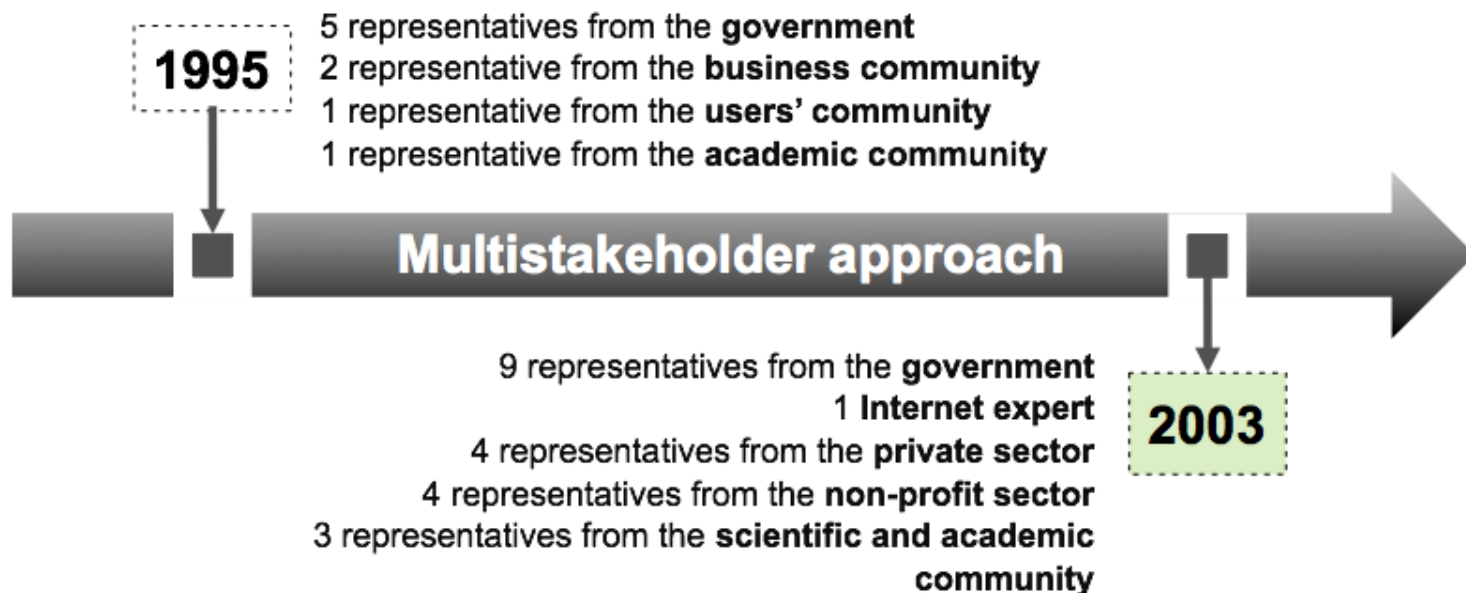 1995
5 representatives from the government
2 representative from the business community
1 representative from the users’ community
1 representative from the academic community
Multistakeholder approach
9 representatives from the government
1 Internet expert
4 representatives from the private sector
4 representatives from the non-profit sector
3 representatives from the scientific and academic
community
2003